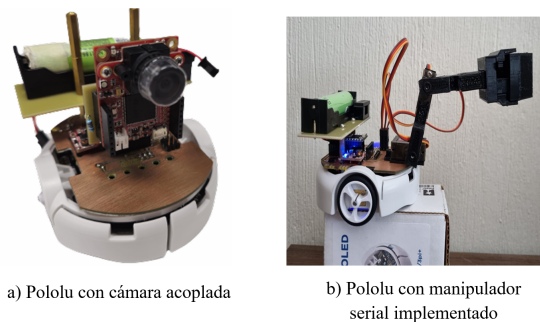 a) Pololu con cámara acoplada
b) Pololu con manipulador
serial implementado
OLED